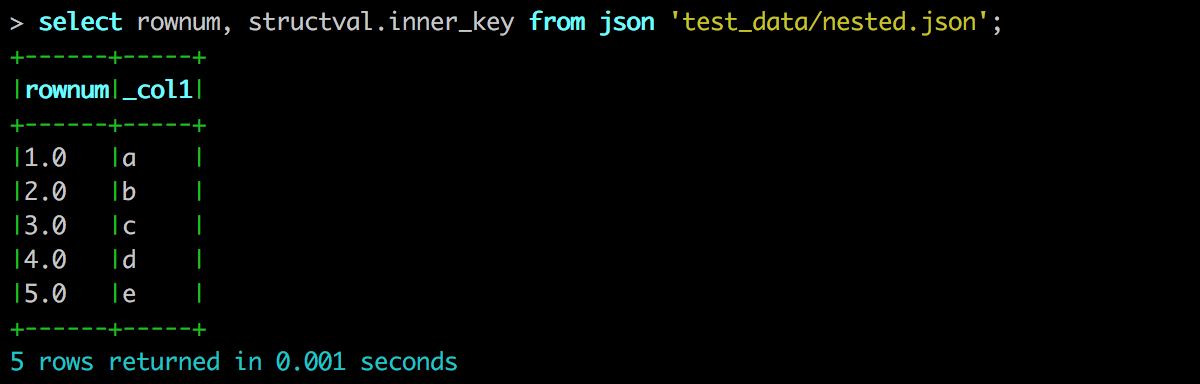 > select rownum, structval.inner_key from json 'test_data/nested.json';
+------+-----+
|rownum|_col1|
+------+-----+
|1.0   |a    |
|2.0   |b    |
|3.0   |c    |
|4.0   |d    |
|5.0   |e    |
+------+-----+
5 rows returned in 0.001 seconds